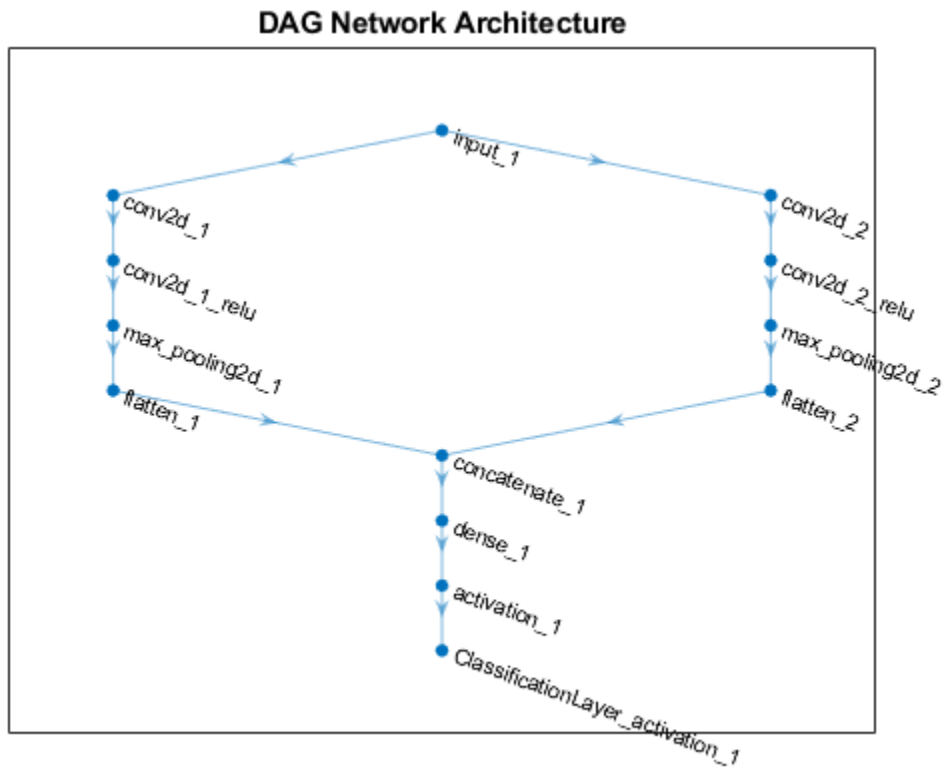 DAG Network Architecture
input_1
conv2d_1
conv2d_2
conv2d_1_relu
conv2d_2_relu
max_pooling2d_1
max_pooling2d_2
flatten_1
flatten_2
concatenate_1
dense_1
activation_1
ClassificationLayer_activation_1